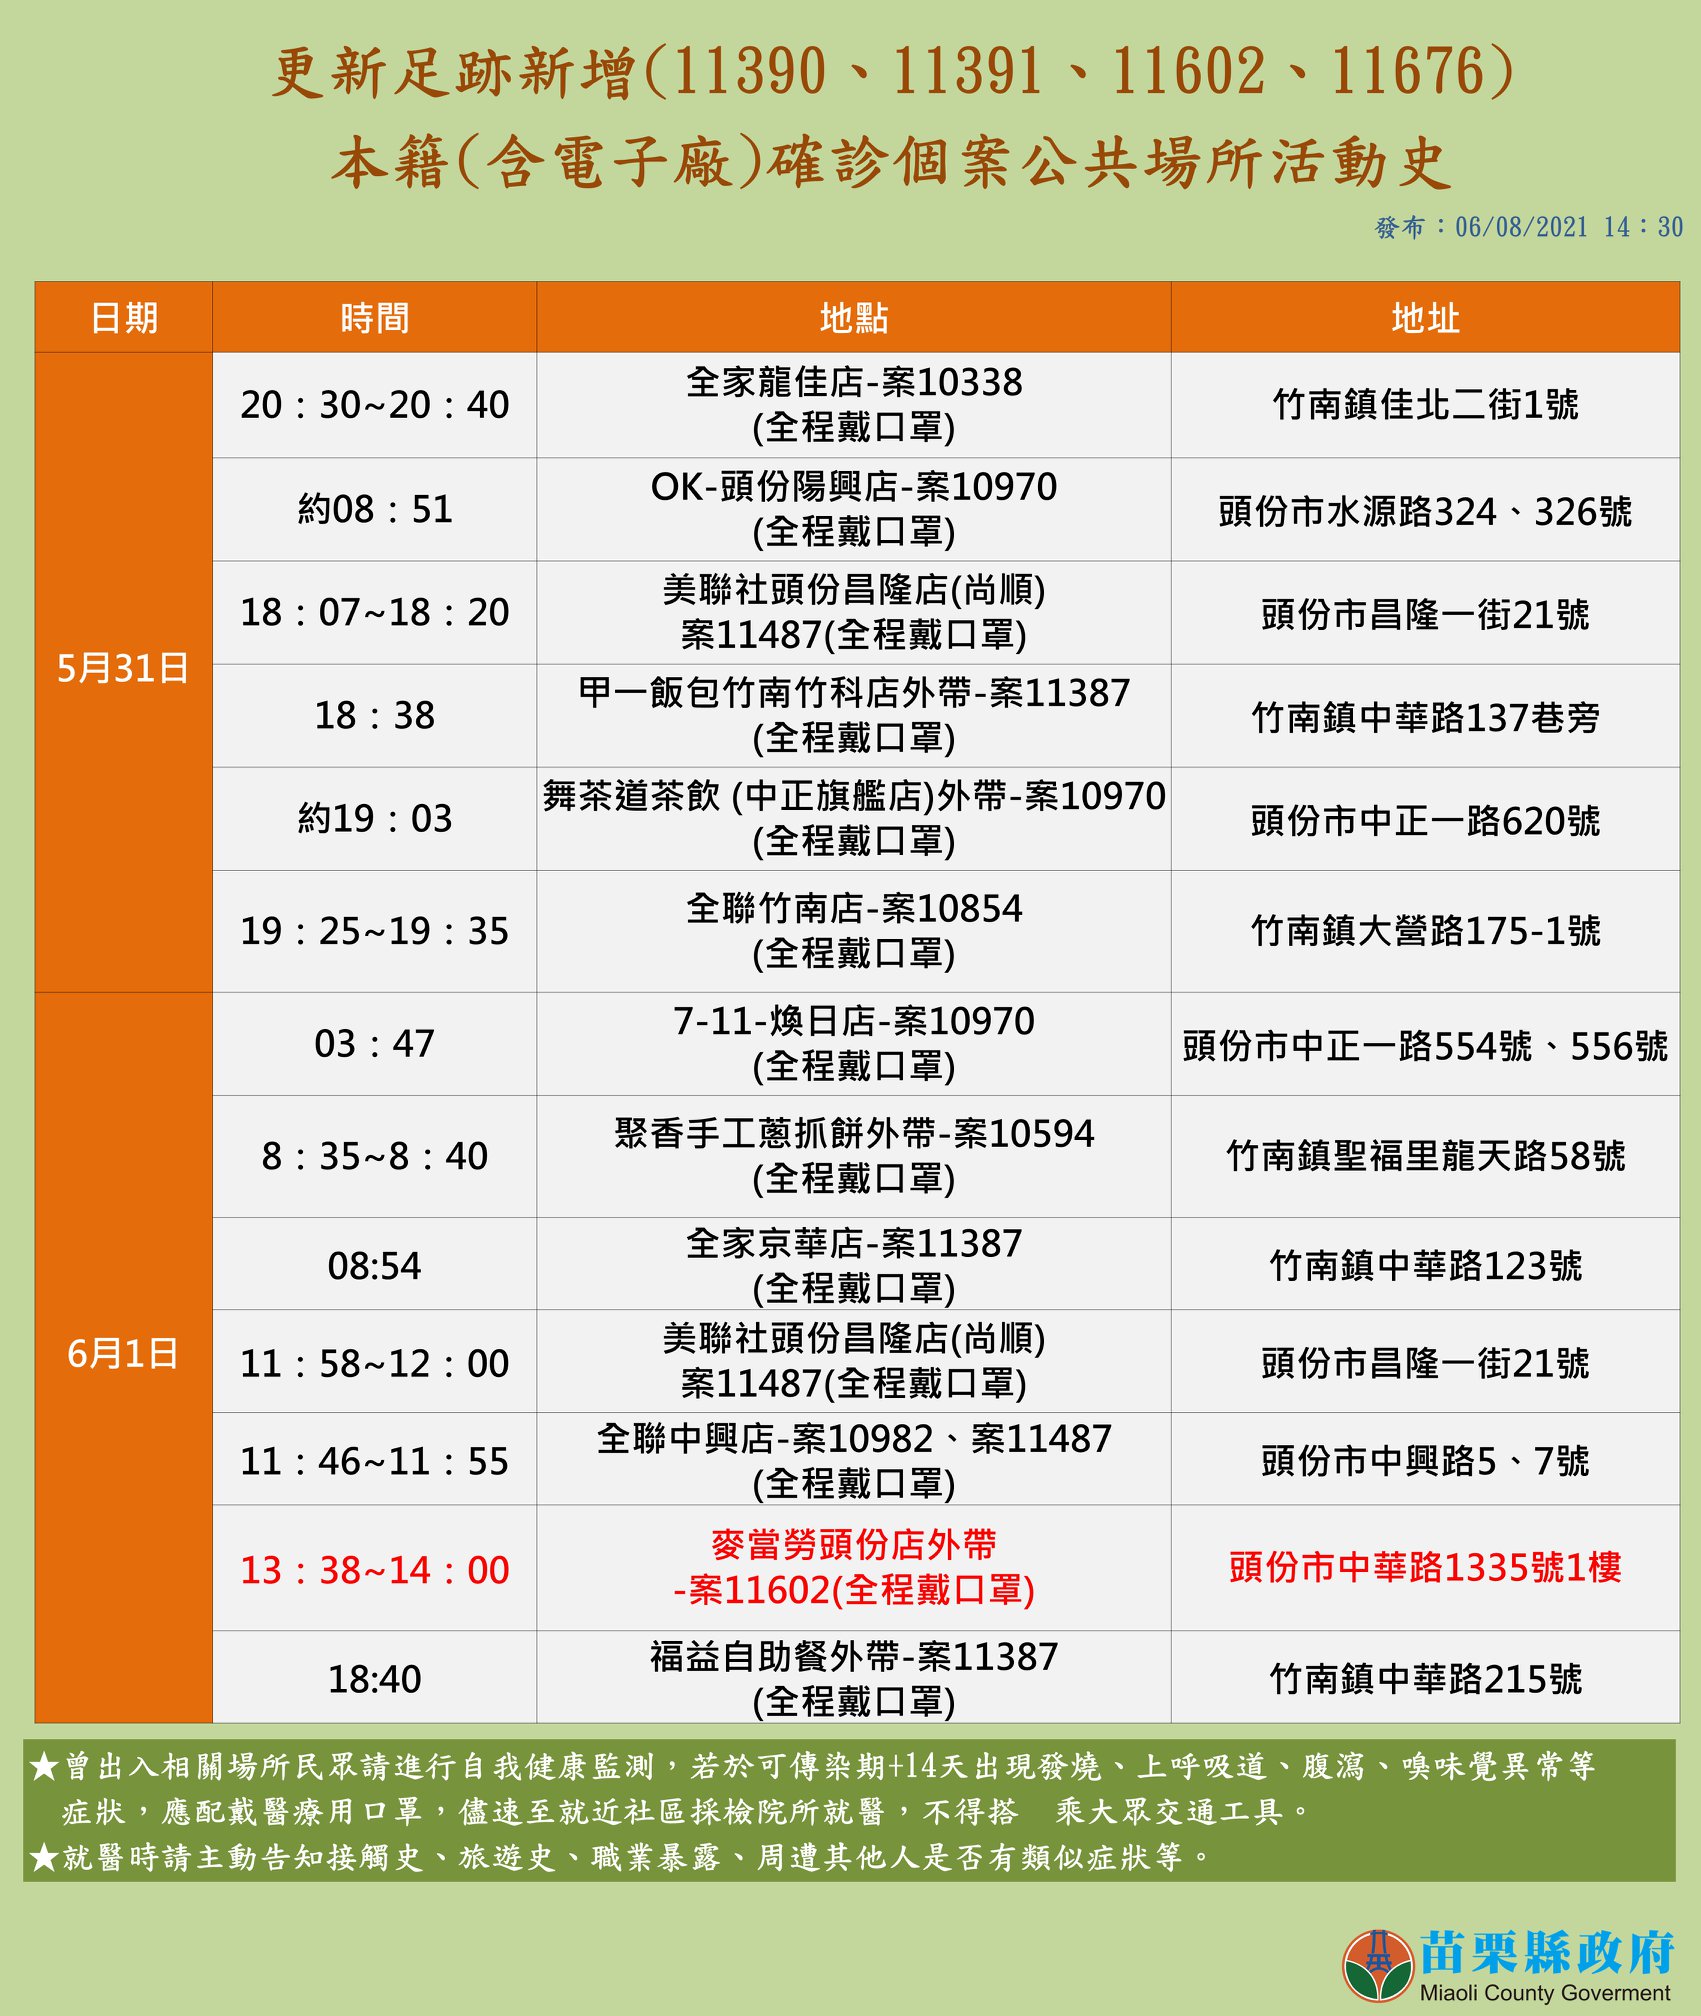 更新足跡新增(11390、11391、11602、11676)
本籍(含電子廠)確診個案公共場所活動史
發布：06/08/2021 14：30
日期 時間 地點 地址
5月31日
20：30~20：40
全家龍佳店-案10338
(全程戴口罩)
竹南鎮佳北二街1號
約08：51
OK-頭份陽興店-案10970
(全程戴口罩)
頭份市水源路324、326號
18：07~18：20
美聯社頭份昌隆店(尚順)
案11487(全程戴口罩)
頭份市昌隆一街21號
18：38
甲一飯包竹南竹科店外帶-案11387
(全程戴口罩)
竹南鎮中華路137巷旁
約19：03
舞茶道茶飲 (中正旗艦店)外帶-案10970
(全程戴口罩)
頭份市中正一路620號
19：25~19：35
全聯竹南店-案10854
(全程戴口罩)
竹南鎮大營路175-1號
6月1日
03：47
7-11-煥日店-案10970
(全程戴口罩)
頭份市中正一路554號、556號
8：35~8：40
聚香手工蔥抓餅外帶-案10594
(全程戴口罩)
竹南鎮聖福里龍天路58號
08:54
全家京華店-案11387
(全程戴口罩)
竹南鎮中華路123號
11：58~12：00
美聯社頭份昌隆店(尚順)
案11487(全程戴口罩)
頭份市昌隆一街21號
11：46~11：55
全聯中興店-案10982、案11487
(全程戴口罩)
頭份市中興路5、7號
13：38~14：00
麥當勞頭份店外帶
-案11602(全程戴口罩)
頭份市中華路1335號1樓
18:40
福益自助餐外帶-案11387
(全程戴口罩)
竹南鎮中華路215號
★曾出入相關場所民眾請進行自我健康監測，若於可傳染期+14天出現發燒、上呼吸道、腹瀉、嗅味覺異常等
症狀，應配戴醫療用口罩，儘速至就近社區採檢院所就醫，不得搭　乘大眾交通工具。
★就醫時請主動告知接觸史、旅遊史、職業暴露、周遭其他人是否有類似症狀等。
苗栗縣政府
Miaoli County Goverment